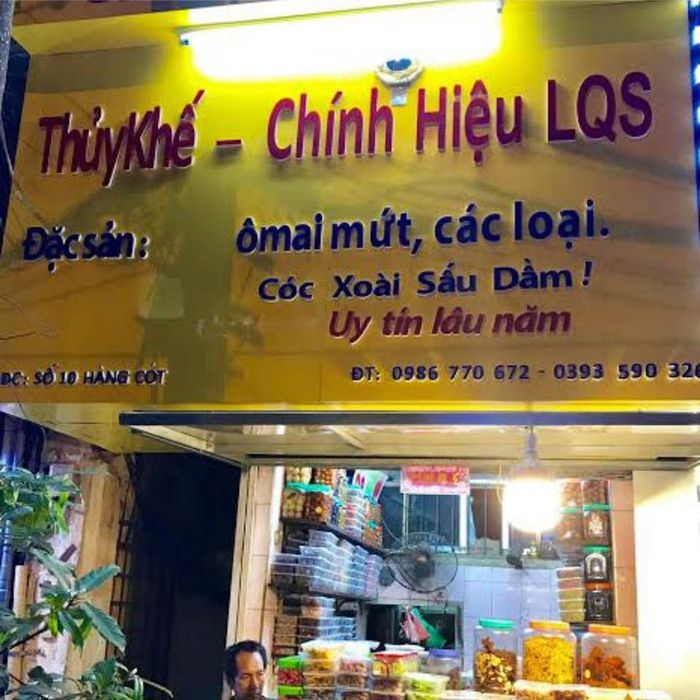 ThủyKhế – Chính Hiệu LQS
Đặc sản: ômai mứt, các loại.
Cóc Xoài Sấu Dầm!
Uy tín lâu năm
ĐC: SỐ 10 HÀNG CÓT ĐT: 0986 770 672 - 0393 590 326